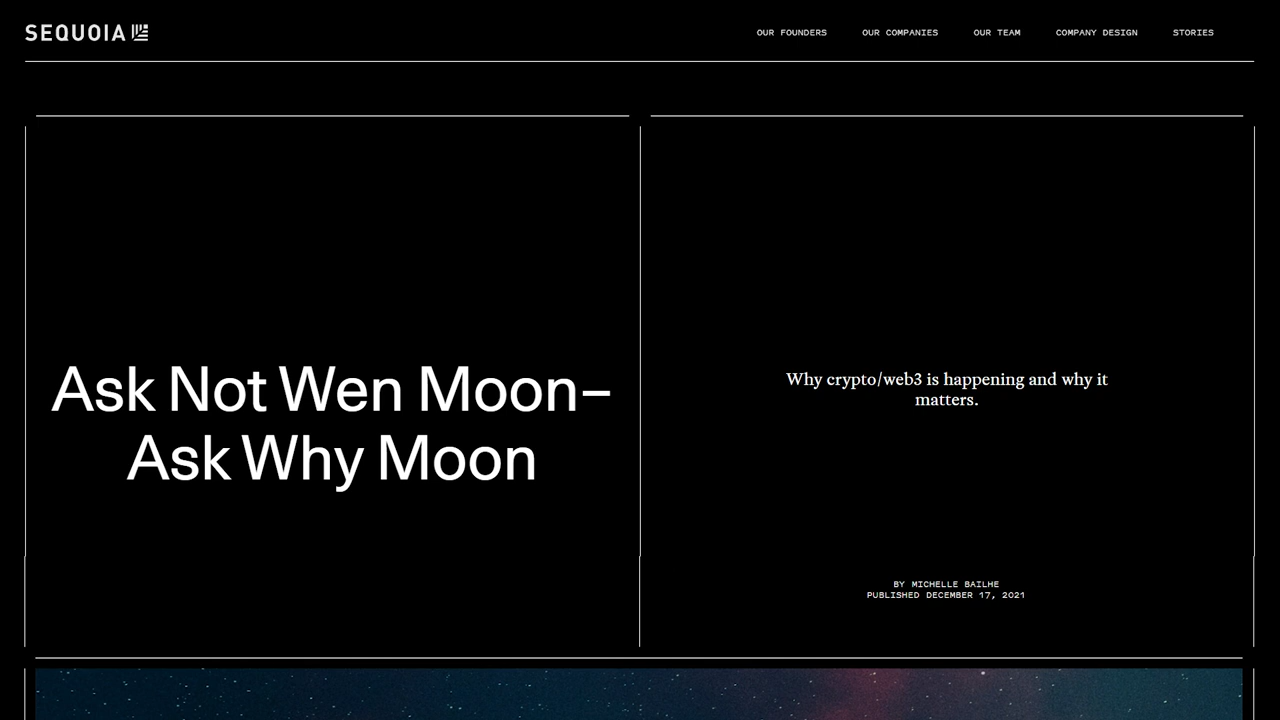 SEQUOIA
OUR FOUNDERS
OUR COMPANIES
OUR TEAM
COMPANY DESIGN
STORIES
Ask Not Wen Moon–
Ask Why Moon
Why crypto/web3 is happening and why it
matters.
BY MICHELLE BAILHE
PUBLISHED DECEMBER 17, 2021